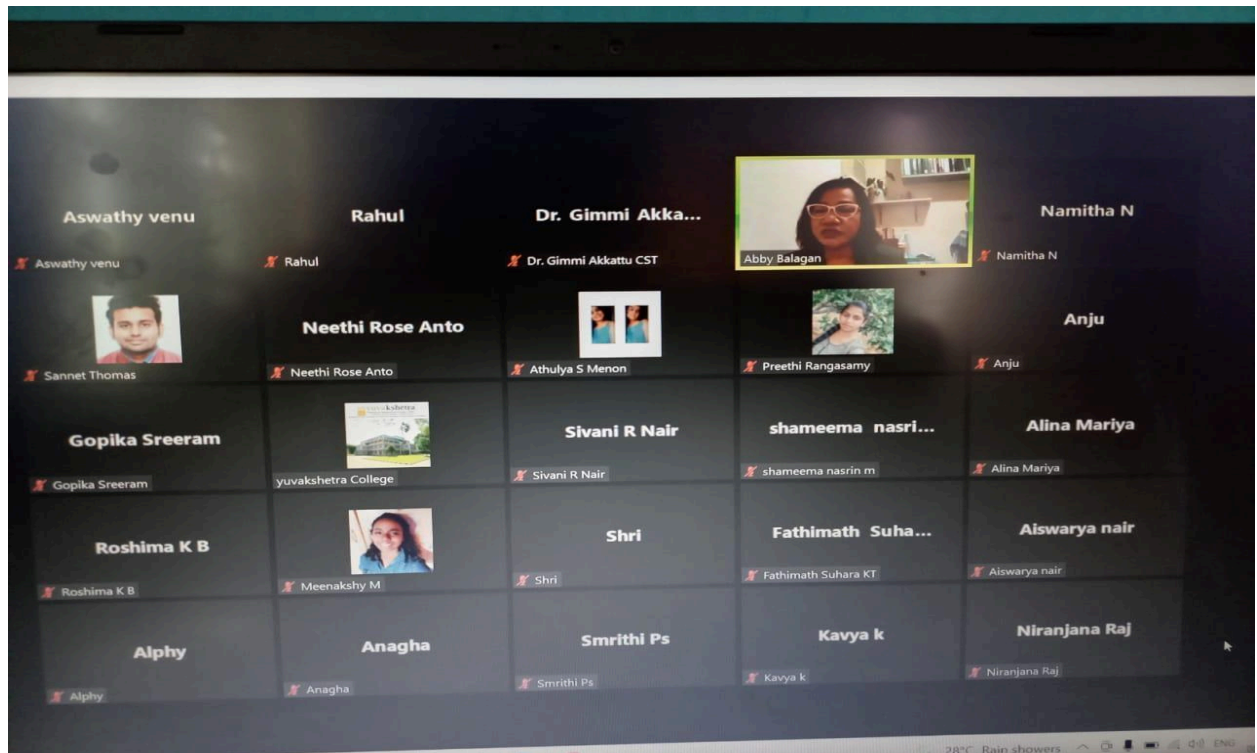 Aswathy venu
Rahul
Dr. Gimmi Akka...
Namitha N
Aswathy venu
Rahul
Dr. Gimmi Akkattu CST
Abby Balagan
Namitha N
Neethi Rose Anto
Anju
Sannet Thomas
Neethi Rose Anto
Athulya S Menon
Preethi Rangasamy
Anju
Gopika Sreeram
yuvakshetra
Sivani R Nair
shameema nasri...
Alina Mariya
Gopika Sreeram
yuvakshetra College
Sivani R Nair
shameema nasrin m
Alina Mariya
Roshima K B
Shri
Fathimath Suha...
Aiswarya nair
Roshima K B
Meenakshy M
Shri
Fathimath Suhara KT
Aiswarya nair
Alphy
Anagha
Smrithi Ps
Kavya k
Niranjana Raj
Alphy
Anagha
Smrithi Ps
Kavya k
Niranjana Raj
28°C Rain showers
ENG